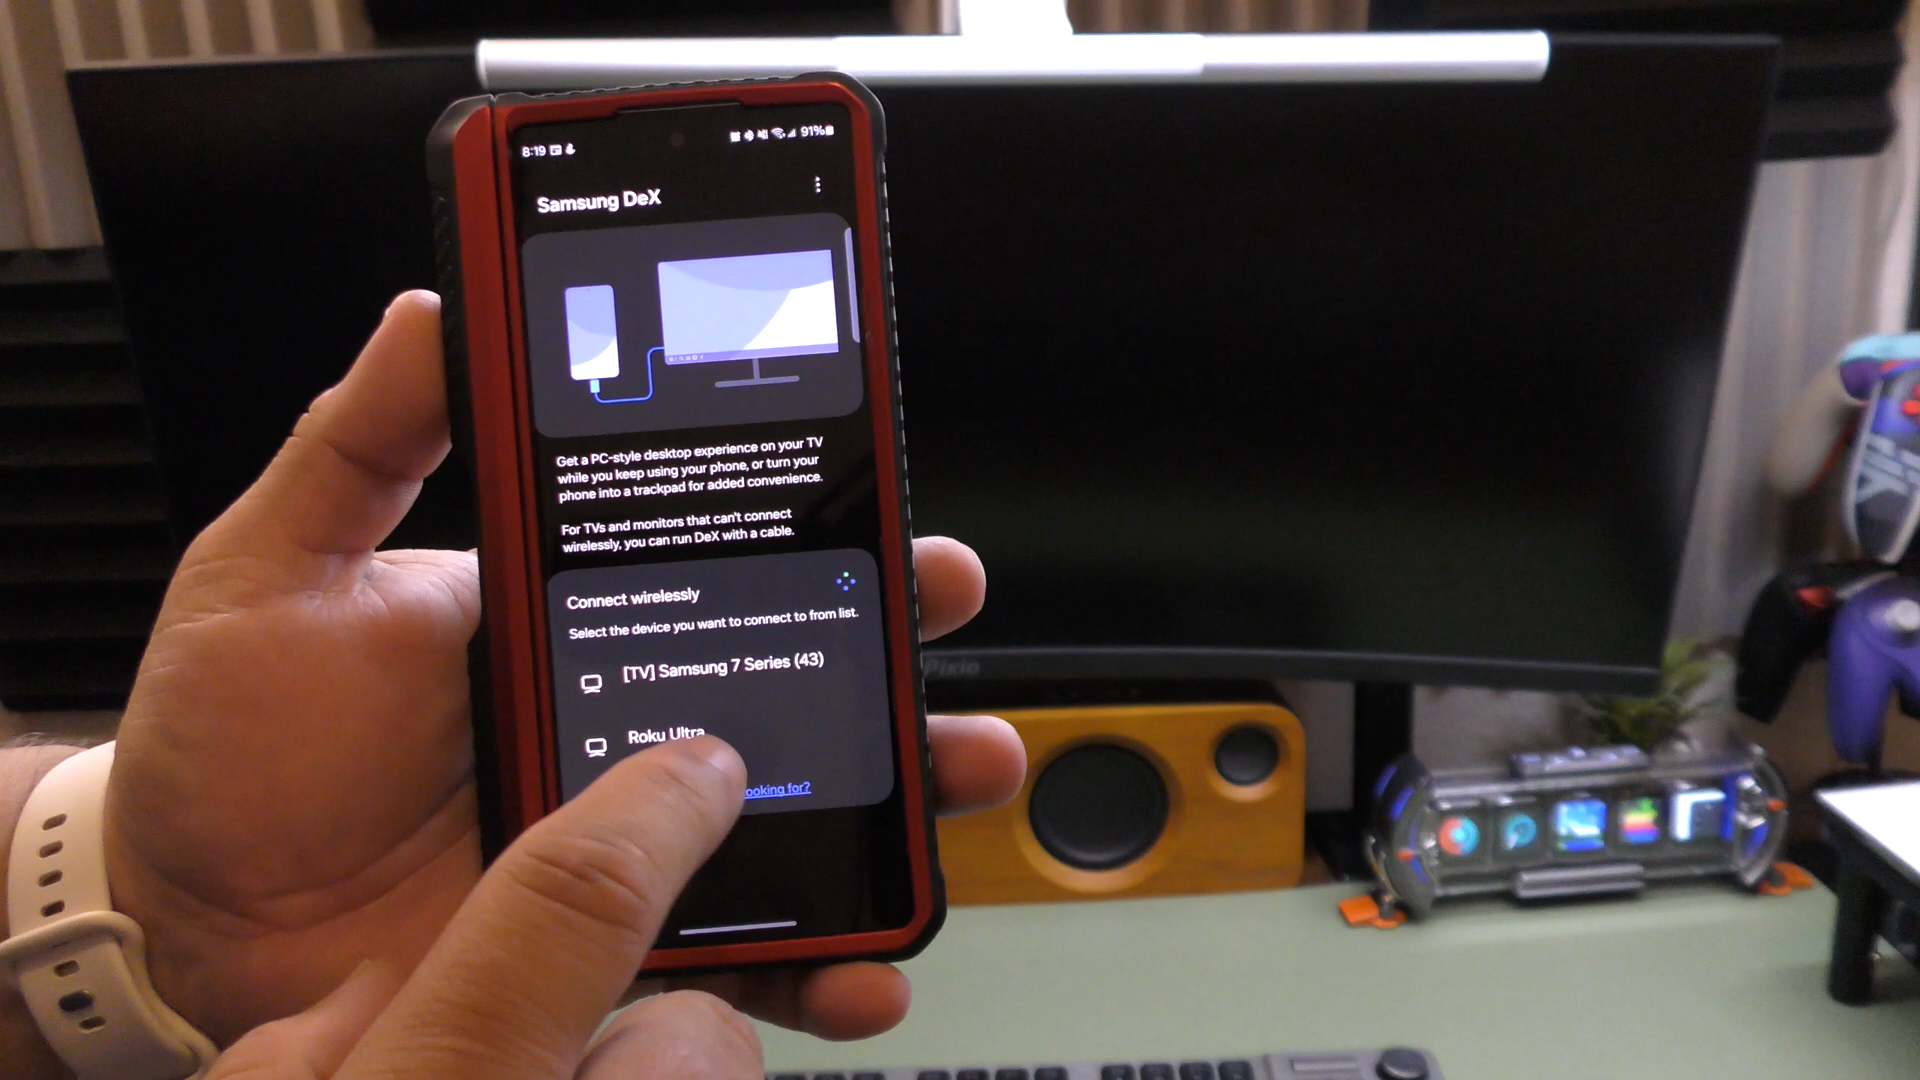 8:19
91%
Samsung DeX
Get a PC-style desktop experience on your TV
while you keep using your phone, or turn your
phone into a trackpad for added convenience.
For TVs and monitors that can't connect
wirelessly, you can run DeX with a cable.
Connect wirelessly
Select the device you want to connect to from list.
[TV] Samsung 7 Series (43)
Roku Ultra
looking for?
Pixio